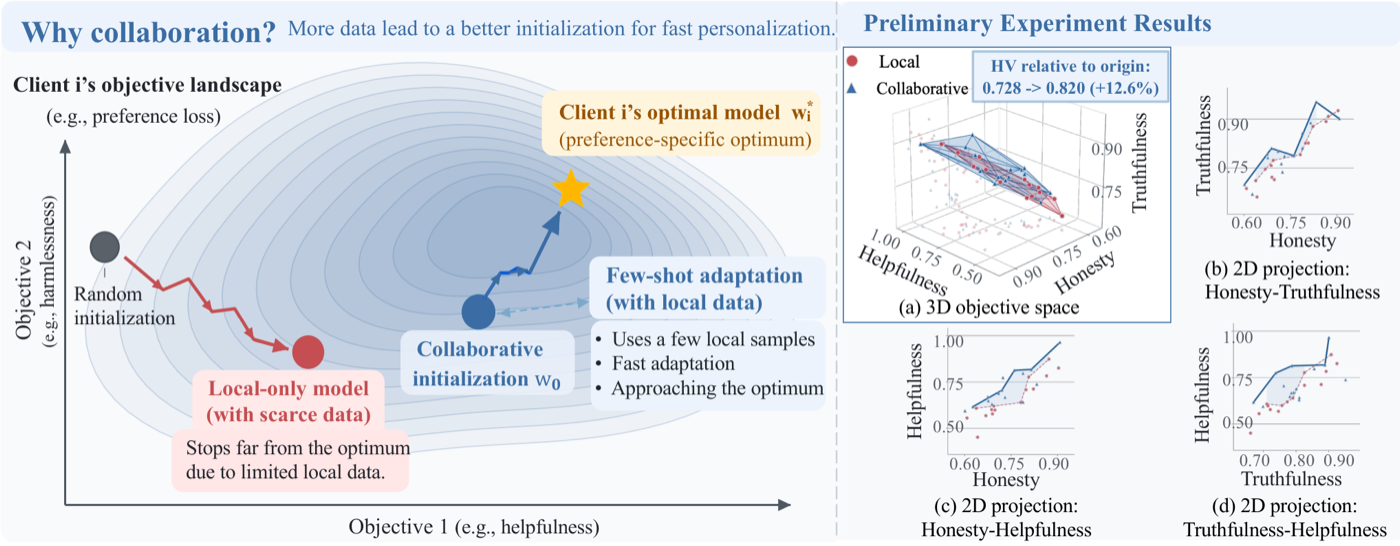 Why collaboration? More data lead to a better initialization for fast personalization.
Client i's objective landscape
(e.g., preference loss)
Client i's optimal model w*i
(preference-specific optimum)
Objective 2
(e.g., harmlessness)
Random
initialization
Few-shot adaptation
(with local data)
• Uses a few local samples
• Fast adaptation
• Approaching the optimum
Collaborative
initialization w0
Local-only model
(with scarce data)
Stops far from the optimum
due to limited local data.
Objective 1 (e.g., helpfulness)
Preliminary Experiment Results
Local
Collaborative
HV relative to origin:
0.728 -> 0.820 (+12.6%)
Truthfulness
0.90
0.75
1.00 0.75 0.50
Helpfulness
0.90 0.75 0.60
Honesty
(a) 3D objective space
Truthfulness
0.90
0.75
0.60 0.75 0.90
Honesty
(b) 2D projection:
Honesty-Truthfulness
Helpfulness
1.00
0.75
0.50
0.60 0.75 0.90
Honesty
(c) 2D projection:
Honesty-Helpfulness
Helpfulness
1.00
0.75
0.50
0.70 0.80 0.90
Truthfulness
(d) 2D projection:
Truthfulness-Helpfulness